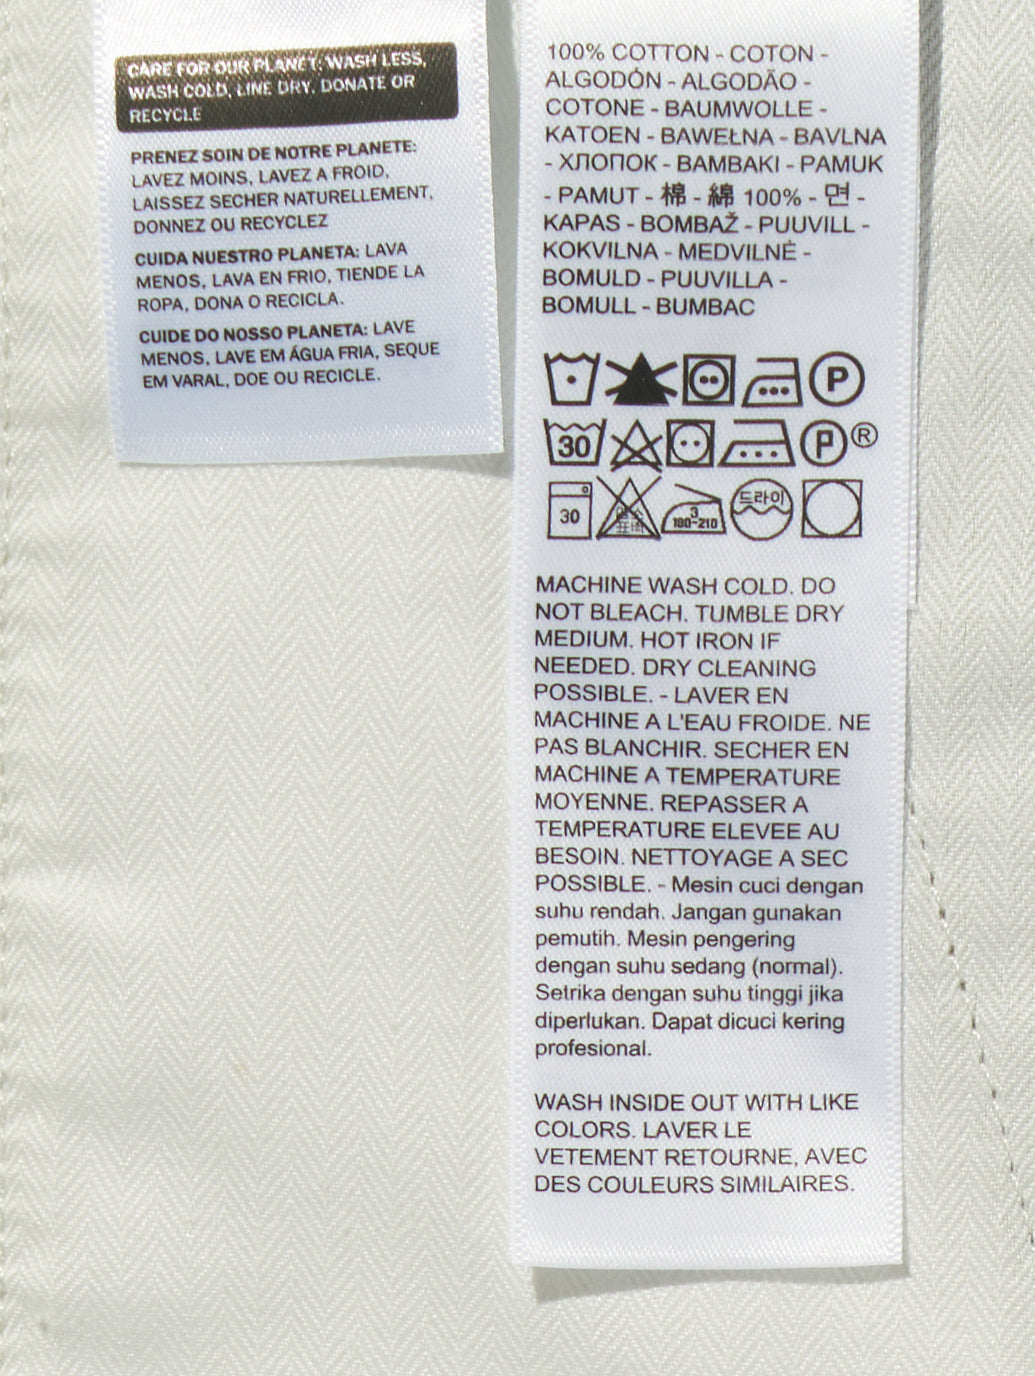 CARE FOR OUR PLANET: WASH LESS,
WASH COLD, LINE DRY, DONATE OR
RECYCLE
PRENEZ SOIN DE NOTRE PLANETE:
LAVEZ MOINS, LAVEZ A FROID,
LAISSEZ SECHER NATURELLEMENT,
DONNEZ OU RECYCLEZ
CUIDA NUESTRO PLANETA: LAVA
MENOS, LAVA EN FRIO, TIENDE LA
ROPA, DONA O RECICLA.
CUIDE DO NOSSO PLANETA: LAVE
MENOS, LAVE EM ÁGUA FRIA, SEQUE
EM VARAL, DOE OU RECICLE.
100% COTTON - COTON -
ALGODÓN - ALGODÃO -
COTONE - BAUMWOLLE -
KATOEN - BAWEŁNA - BAVLNA
- ХЛОПОК - BAMBAKI - PAMUK
- PAMUT - 棉 - 綿 100% - 면 -
KAPAS - BOMBAŽ - PUUVILL -
KOKVILNA - MEDVILNĖ -
BOMULD - PUUVILLA -
BOMULL - BUMBAC
P
30 P ®
30 염소 표백 3 180~210 드라이
MACHINE WASH COLD. DO
NOT BLEACH. TUMBLE DRY
MEDIUM. HOT IRON IF
NEEDED. DRY CLEANING
POSSIBLE. - LAVER EN
MACHINE A L'EAU FROIDE. NE
PAS BLANCHIR. SECHER EN
MACHINE A TEMPERATURE
MOYENNE. REPASSER A
TEMPERATURE ELEVEE AU
BESOIN. NETTOYAGE A SEC
POSSIBLE. - Mesin cuci dengan
suhu rendah. Jangan gunakan
pemutih. Mesin pengering
dengan suhu sedang (normal).
Setrika dengan suhu tinggi jika
diperlukan. Dapat dicuci kering
profesional.
WASH INSIDE OUT WITH LIKE
COLORS. LAVER LE
VETEMENT RETOURNE, AVEC
DES COULEURS SIMILAIRES.